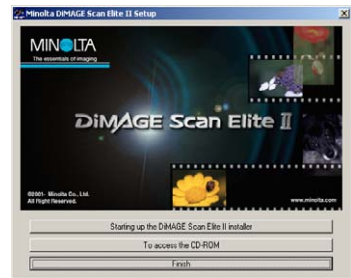 Minolta DiMAGE Scan Elite II Setup
MINOLTA
The essentials of imaging
DiMAGE Scan Elite II
©2001- Minolta Co., Ltd.
All Right Reserved.
www.minolta.com
Starting up the DiMAGE Scan Elite II installer
To access the CD-ROM
Finish